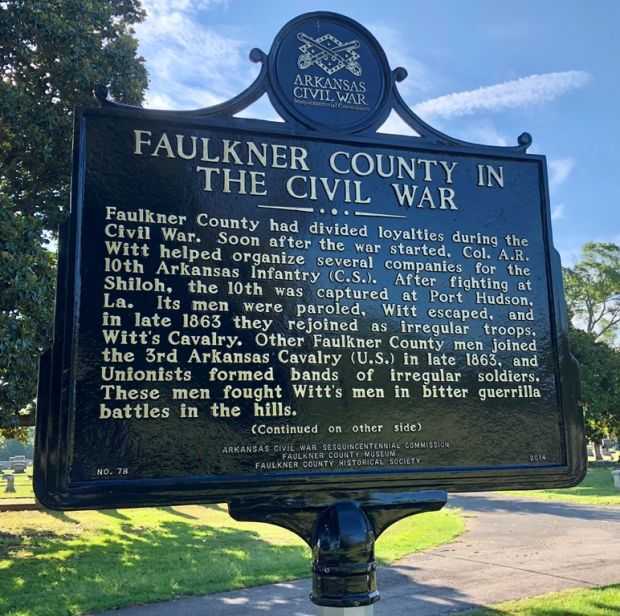 ARKANSAS
CIVIL WAR
Sesquicentennial Commission
FAULKNER COUNTY IN
THE CIVIL WAR
Faulkner County had divided loyalties during the
Civil War. Soon after the war started, Col. A.R.
Witt helped organize several companies for the
10th Arkansas Infantry (C.S.). After fighting at
Shiloh, the 10th was captured at Port Hudson,
La. Its men were paroled, Witt escaped, and
in late 1863 they rejoined as irregular troops,
Witt's Cavalry. Other Faulkner County men joined
the 3rd Arkansas Cavalry (U.S.) in late 1863, and
Unionists formed bands of irregular soldiers.
These men fought Witt's men in bitter guerrilla
battles in the hills.
(Continued on other side)
ARKANSAS CIVIL WAR SESQUICENTENNIAL COMMISSION
FAULKNER COUNTY MUSEUM
FAULKNER COUNTY HISTORICAL SOCIETY
NO. 78 2014